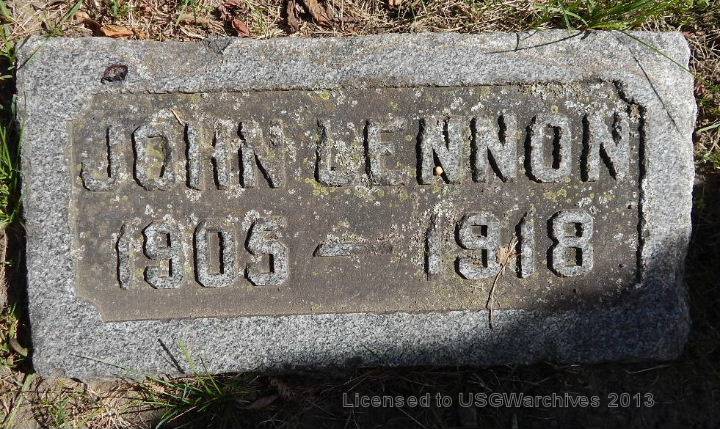 JOHN LENNON
1905 - 1918
Licensed to USGWarchives 2013